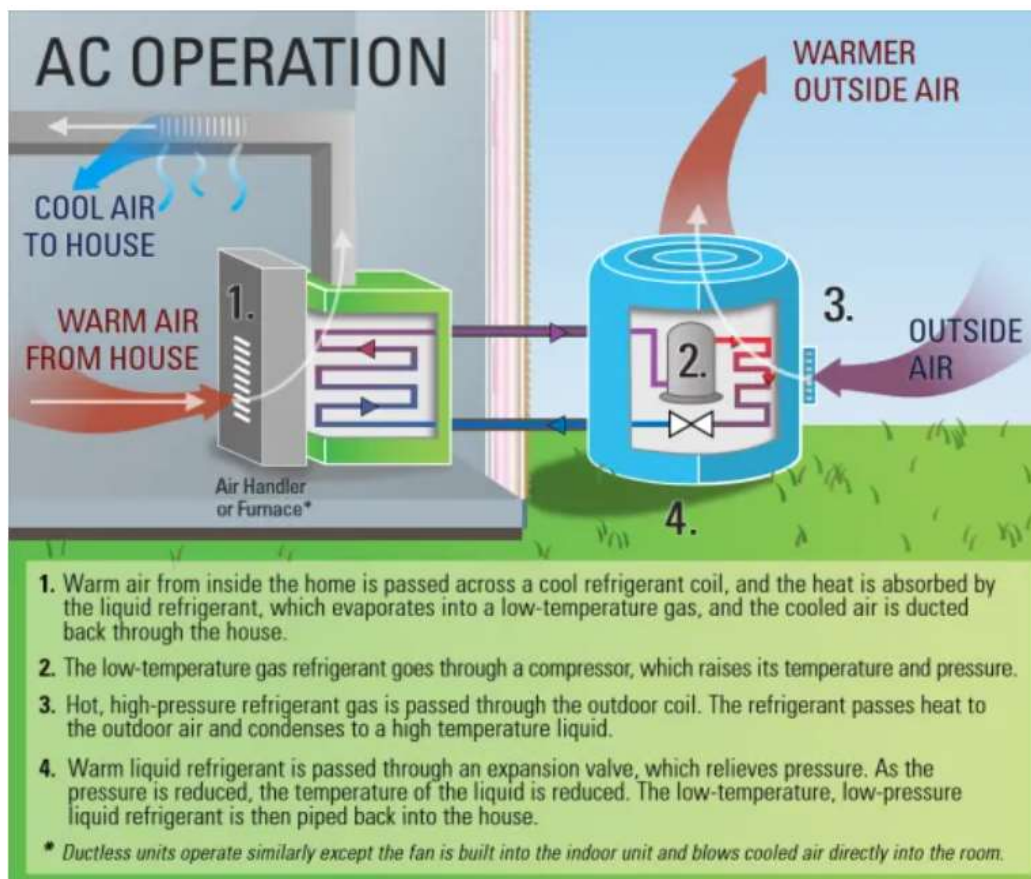 AC OPERATION
WARMER
OUTSIDE AIR
COOL AIR
TO HOUSE
1.
WARM AIR
FROM HOUSE
2.
3.
OUTSIDE
AIR
Air Handler
or Furnace*
4.
1. Warm air from inside the home is passed across a cool refrigerant coil, and the heat is absorbed by
the liquid refrigerant, which evaporates into a low-temperature gas, and the cooled air is ducted
back through the house.
2. The low-temperature gas refrigerant goes through a compressor, which raises its temperature and pressure.
3. Hot, high-pressure refrigerant gas is passed through the outdoor coil. The refrigerant passes heat to
the outdoor air and condenses to a high temperature liquid.
4. Warm liquid refrigerant is passed through an expansion valve, which relieves pressure. As the
pressure is reduced, the temperature of the liquid is reduced. The low-temperature, low-pressure
liquid refrigerant is then piped back into the house.
* Ductless units operate similarly except the fan is built into the indoor unit and blows cooled air directly into the room.